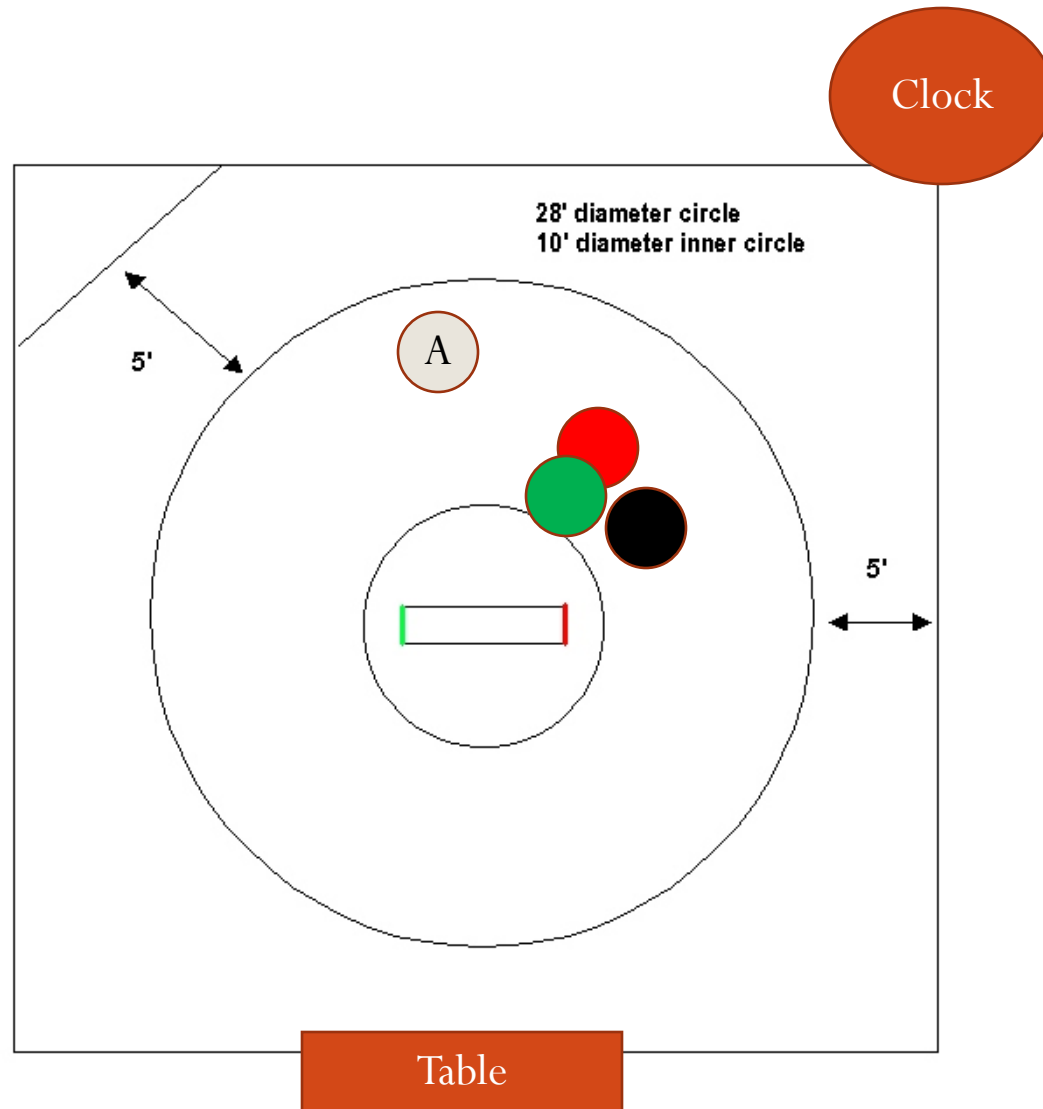 Clock
28' diameter circle
10' diameter inner circle
A
5'
5'
Table